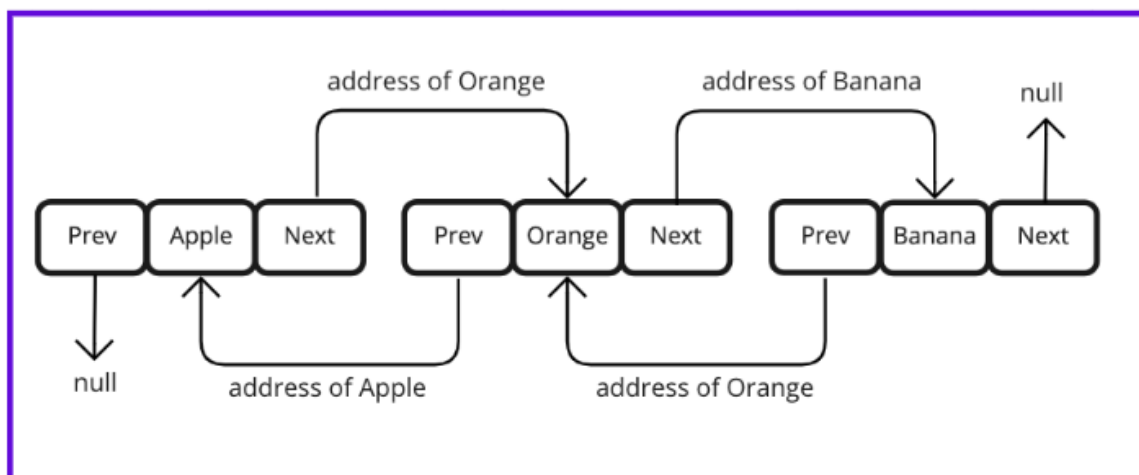 address of Orange
address of Banana
null
Prev Apple Next Prev Orange Next Prev Banana Next
null
address of Apple
address of Orange